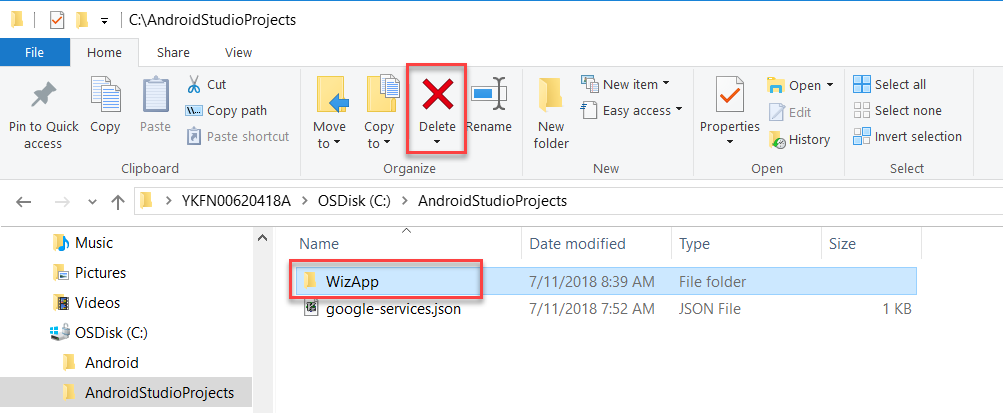 C:\AndroidStudioProjects
File Home Share View
Pin to Quick access
Copy
Paste
Cut
Copy path
Paste shortcut
Clipboard
Move to
Copy to
Delete
Rename
Organize
New folder
New item
Easy access
New
Properties
Open
Edit
History
Open
Select all
Select none
Invert selection
Select
YKFN00620418A > OSDisk (C:) > AndroidStudioProjects
Music
Pictures
Videos
OSDisk (C:)
Android
AndroidStudioProjects
Name Date modified Type Size
WizApp 7/11/2018 8:39 AM File folder
google-services.json 7/11/2018 7:52 AM JSON File 1 KB